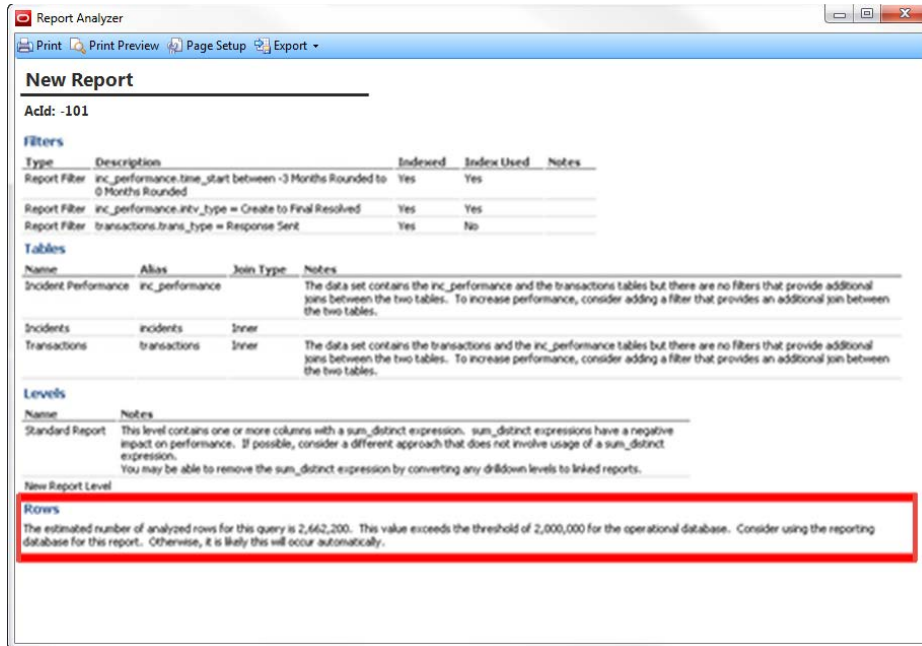 Report Analyzer
Print Print Preview Page Setup Export
New Report
AcId: -101
Filters
Type Description Indexed Index Used Notes
Report Filter inc_performance.time_start between -3 Months Rounded to Yes Yes
0 Months Rounded
Report Filter inc_performance.intv_type = Create to Final Resolved Yes Yes
Report Filter transactions.trans_type = Response Sent Yes No
Tables
Name Alias Join Type Notes
Incident Performance inc_performance The data set contains the inc_performance and the transactions tables but there are no filters that provide additional
joins between the two tables. To increase performance, consider adding a filter that provides an additional join between
the two tables.
Incidents incidents Inner
Transactions transactions Inner The data set contains the transactions and the inc_performance tables but there are no filters that provide additional
joins between the two tables. To increase performance, consider adding a filter that provides an additional join between
the two tables.
Levels
Name Notes
Standard Report This level contains one or more columns with a sum_distinct expression. sum_distinct expressions have a negative
impact on performance. If possible, consider a different approach that does not involve usage of a sum_distinct
expression.
You may be able to remove the sum_distinct expression by converting any drilldown levels to linked reports.
New Report Level
Rows
The estimated number of analyzed rows for this query is 2,662,200. This value exceeds the threshold of 2,000,000 for the operational database. Consider using the reporting
database for this report. Otherwise, it is likely this will occur automatically.